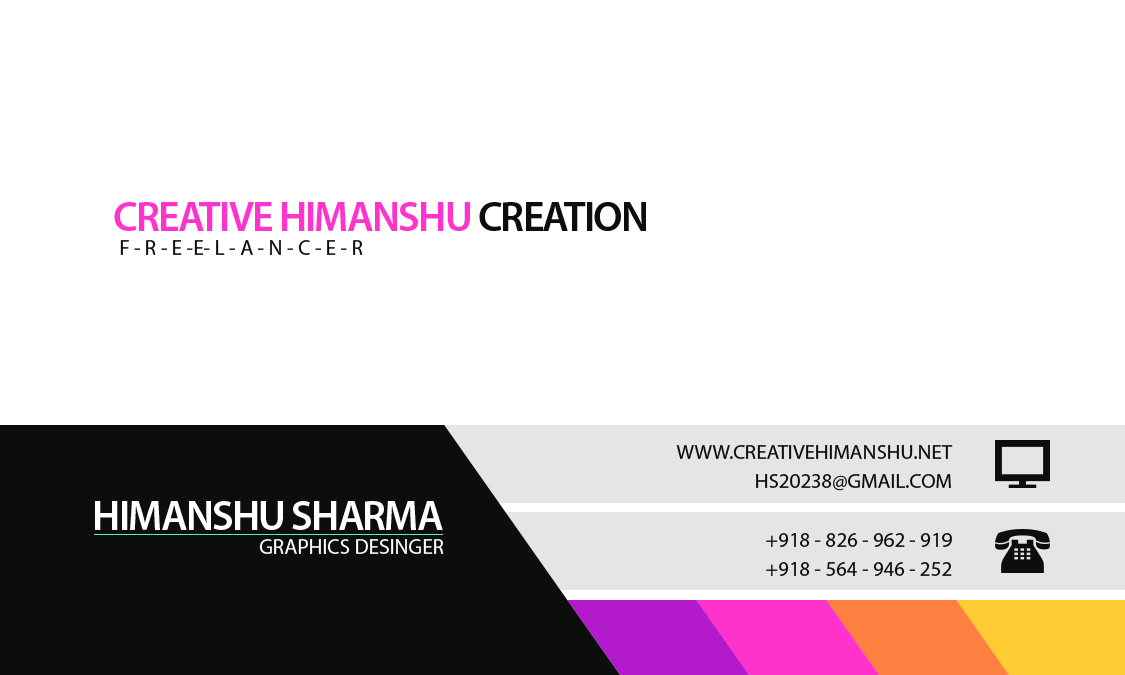 CREATIVE HIMANSHU CREATION
F-R-E-E-L-A-N-C-E-R
WWW.CREATIVEHIMANSHU.NET
HS20238@GMAIL.COM
HIMANSHU SHARMA
GRAPHICS DESINGER
+918 - 826 - 962 - 919
+918 - 564 - 946 - 252